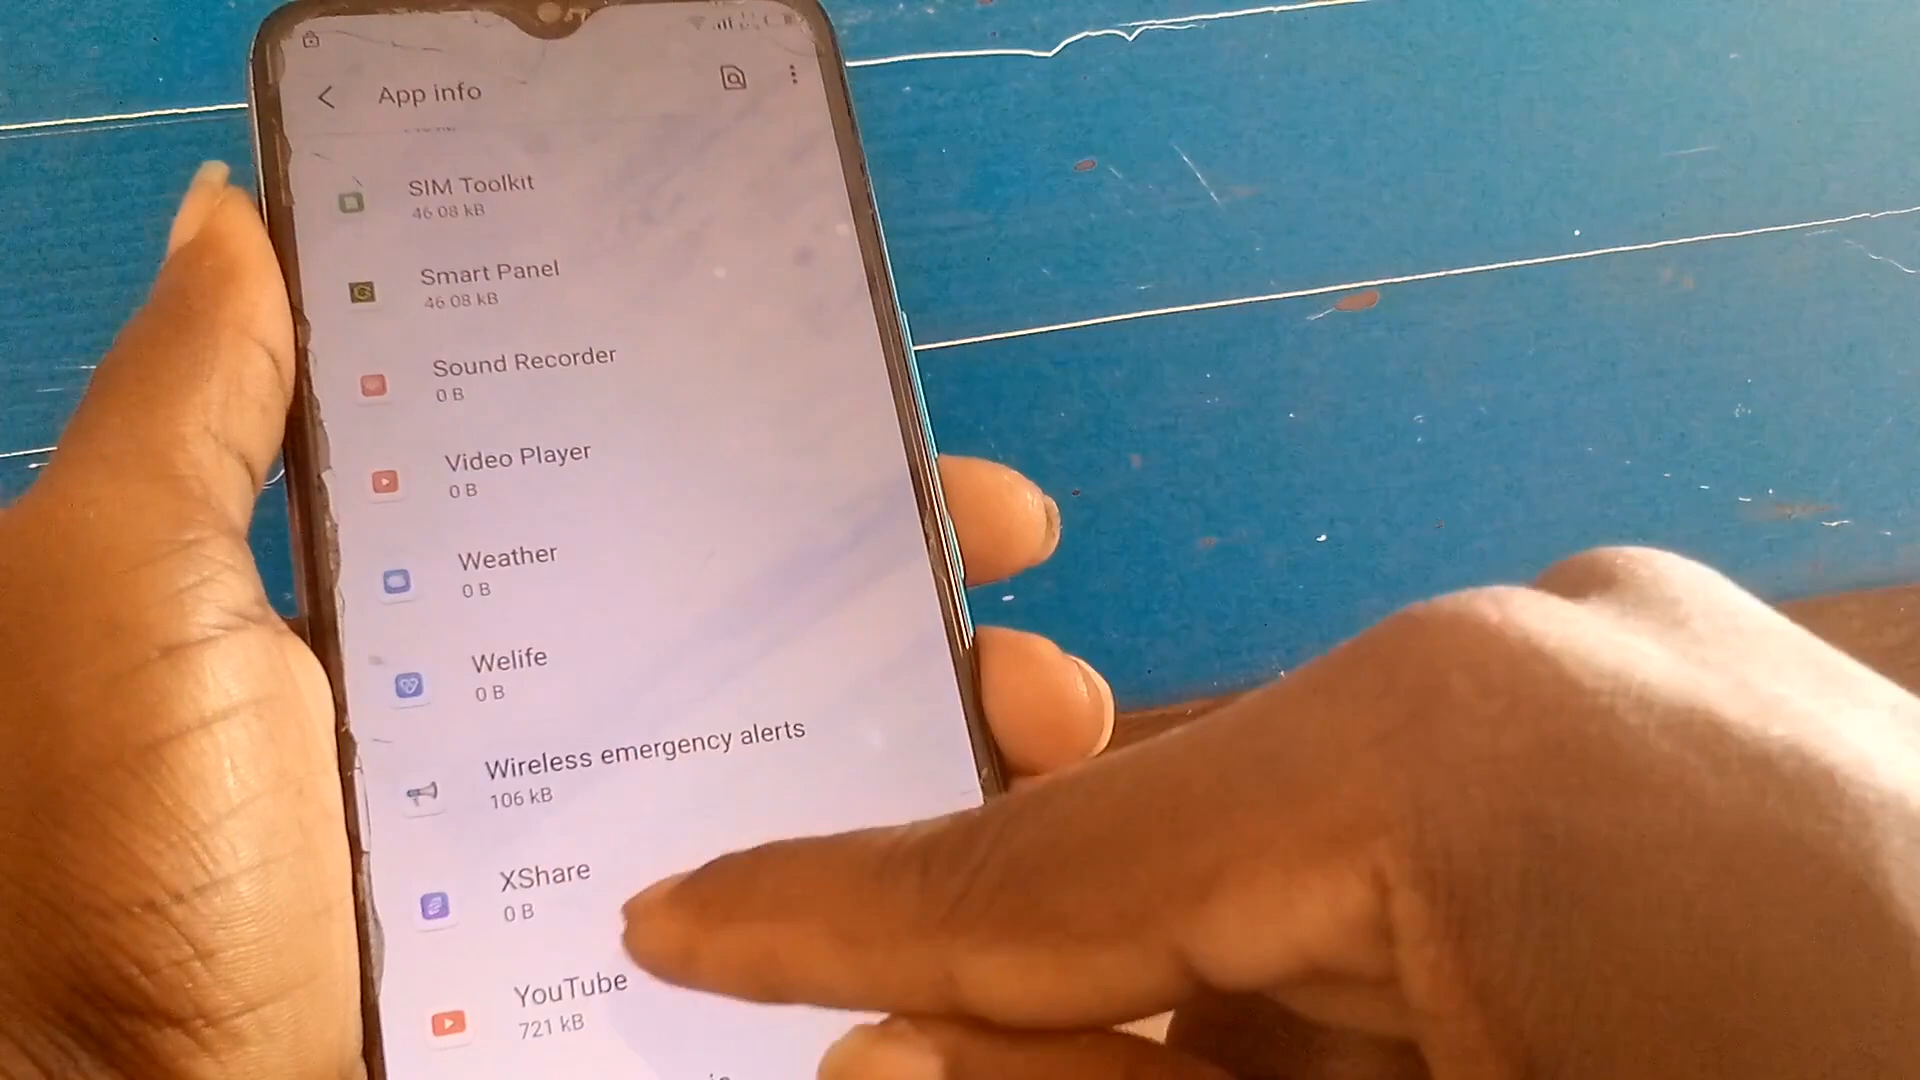 App info
SIM Toolkit
46.08 kB
Smart Panel
46.08 kB
Sound Recorder
0 B
Video Player
0 B
Weather
0 B
Welife
0 B
Wireless emergency alerts
106 kB
XShare
0 B
YouTube
721 kB